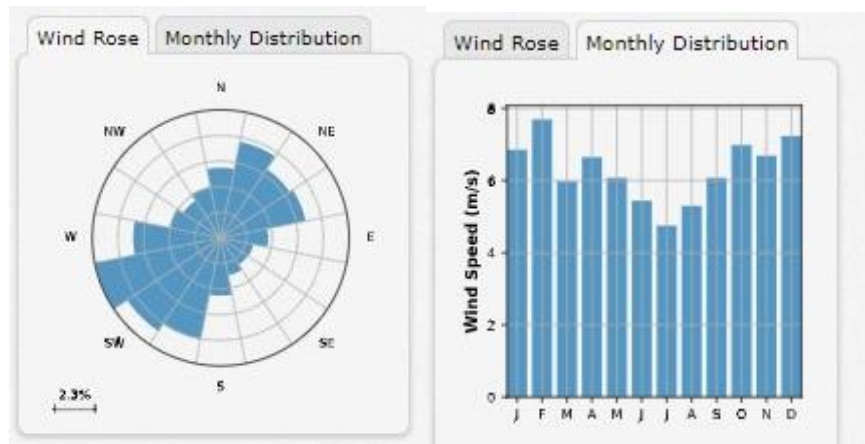 Wind Rose
Monthly Distribution
N
NW
NE
W
E
SW
SE
S
2.3%
Wind Rose
Monthly Distribution
Wind Speed (m/s)
8
6
4
2
0
J F M A M J J A S O N D